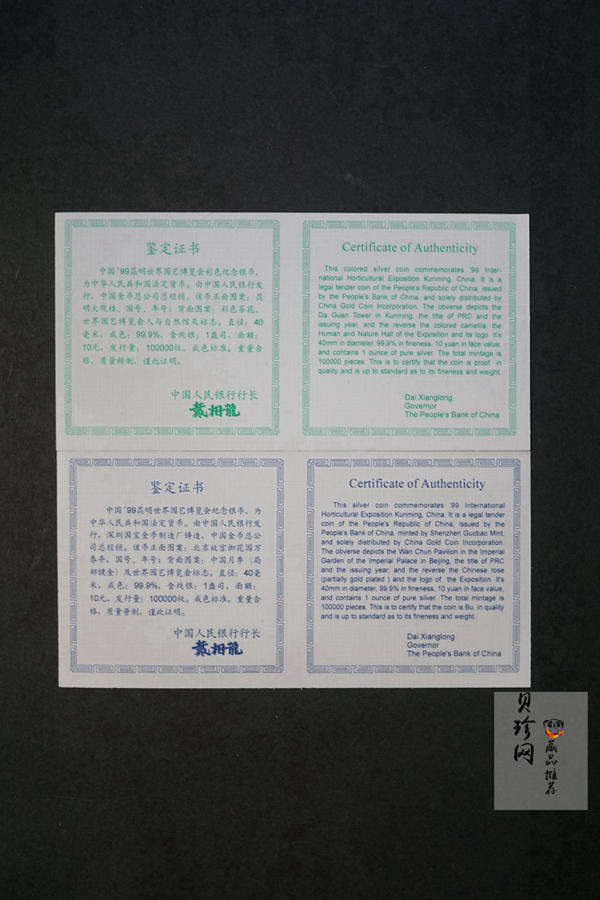 鉴定证书
中国'99昆明世界园艺博览会彩色纪念银币，
为中华人民共和国法定货币。由中国人民银行发
行，中国金币总公司总经销。该币正面图案：昆
明大观楼、国号、年号；背面图案：彩色茶花、
世界园艺博览会人与自然馆及标志。直径：40
毫米，成色：99.9%，含纯银：1盎司，面额：
10元，发行量：100000枚。成色标准，重量合
格，质量精制，谨此证明。
中国人民银行行长
戴相龍
Certificate of Authenticity
This colored silver coin commemorates '99 Inter-
national Horticultural Exposition Kunming, China. It is a
legal tender coin of the People's Republic of China, issued
by the People's Bank of China, and solely distributed by
China Gold Coin Incorporation. The obverse depicts the
Da Guan Tower in Kunming, the title of PRC and the
issuing year, and the reverse the colored camellia, the
Human and Nature Hall of the Exposition and its logo. It's
40mm in diameter, 99.9% in fineness, 10 yuan in face value,
and contains 1 ounce of pure silver. The total mintage is
100000 pieces. This is to certify that the coin is proof in
quality and is up to standard as to its fineness and weight.
Dai Xianglong
Governor
The People's Bank of China
鉴定证书
中国'99昆明世界园艺博览会纪念银币，为
中华人民共和国法定货币。由中国人民银行发
行，深圳国宝金币制造厂铸造，中国金币总公
司总经销。该币正面图案：北京故宫御花园万
春亭、国号、年号；背面图案：中国月季（局
部镀金）及世界园艺博览会标志。直径：40毫
米，成色：99.9%，含纯银：1盎司，面额：
10元，发行量：100000枚。成色标准，重量合
格，质量普制，谨此证明。
中国人民银行行长
戴相龍
Certificate of Authenticity
This silver coin commemorates '99 International
Horticultural Exposition Kunming, China. It is a legal tender
coin of the People's Republic of China, issued by the
People's Bank of China, minted by Shenzhen Guobao Mint,
and solely distributed by China Gold Coin Incorporation.
The obverse depicts the Wan Chun Pavilion in the Imperial
Garden of the Imperial Palace in Beijing, the title of PRC
and the issuing year, and the reverse the Chinese rose
(partially gold plated ) and the logo of the Exposition. It's
40mm in diameter, 99.9% in fineness, 10 yuan in face value,
and contains 1 ounce of pure silver. The total mintage is
100000 pieces. This is to certify that the coin is Bu. in quality
and is up to standard as to its fineness and weight.
Dai Xianglong
Governor
The People's Bank of China
贝珍网
藏品推荐